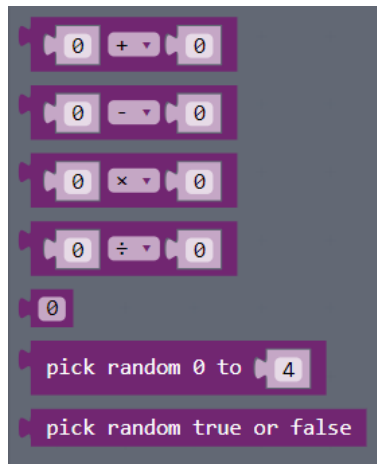 0 + 0
0 - 0
0 × 0
0 ÷ 0
0
pick random 0 to 4
pick random true or false